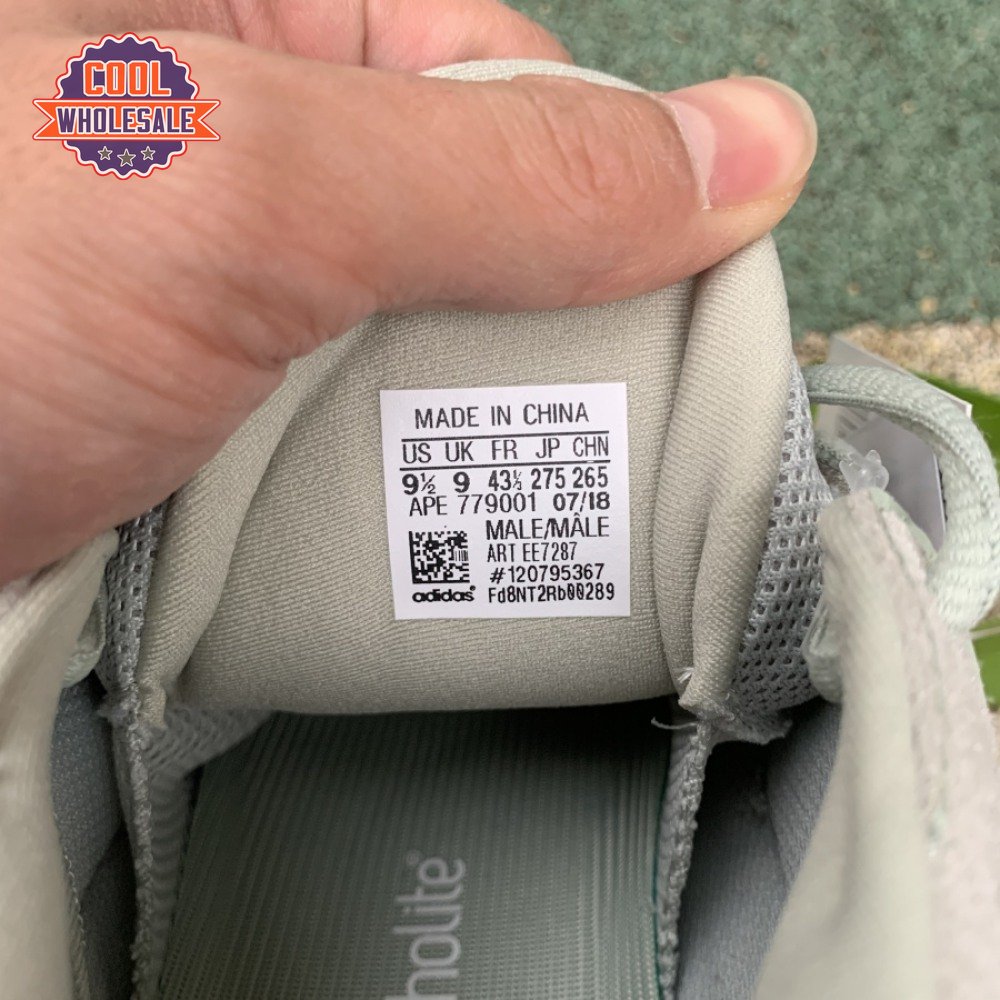 COOL
WHOLESALE
MADE IN CHINA
US UK FR JP CHN
9½ 9 43⅓ 275 265
APE 779001 07/18
MALE/MÂLE
ART EE7287
#120795367
adidas® Fd8NT2Rb00289
holite®